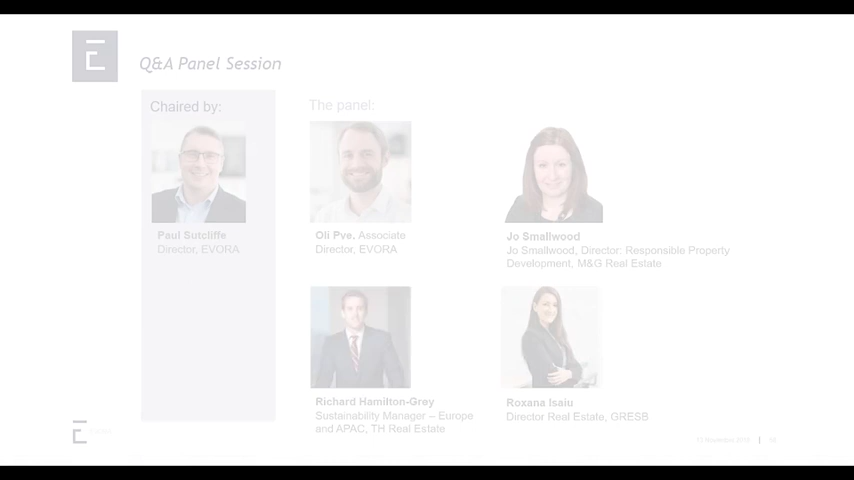 Q&A Panel Session
Chaired by:
The panel:
Paul Sutcliffe
Director, EVORA
Oli Pye, Associate
Director, EVORA
Jo Smallwood
Jo Smallwood, Director: Responsible Property
Development, M&G Real Estate
Richard Hamilton-Grey
Sustainability Manager – Europe
and APAC, TH Real Estate
Roxana Isaiu
Director Real Estate, GRESB